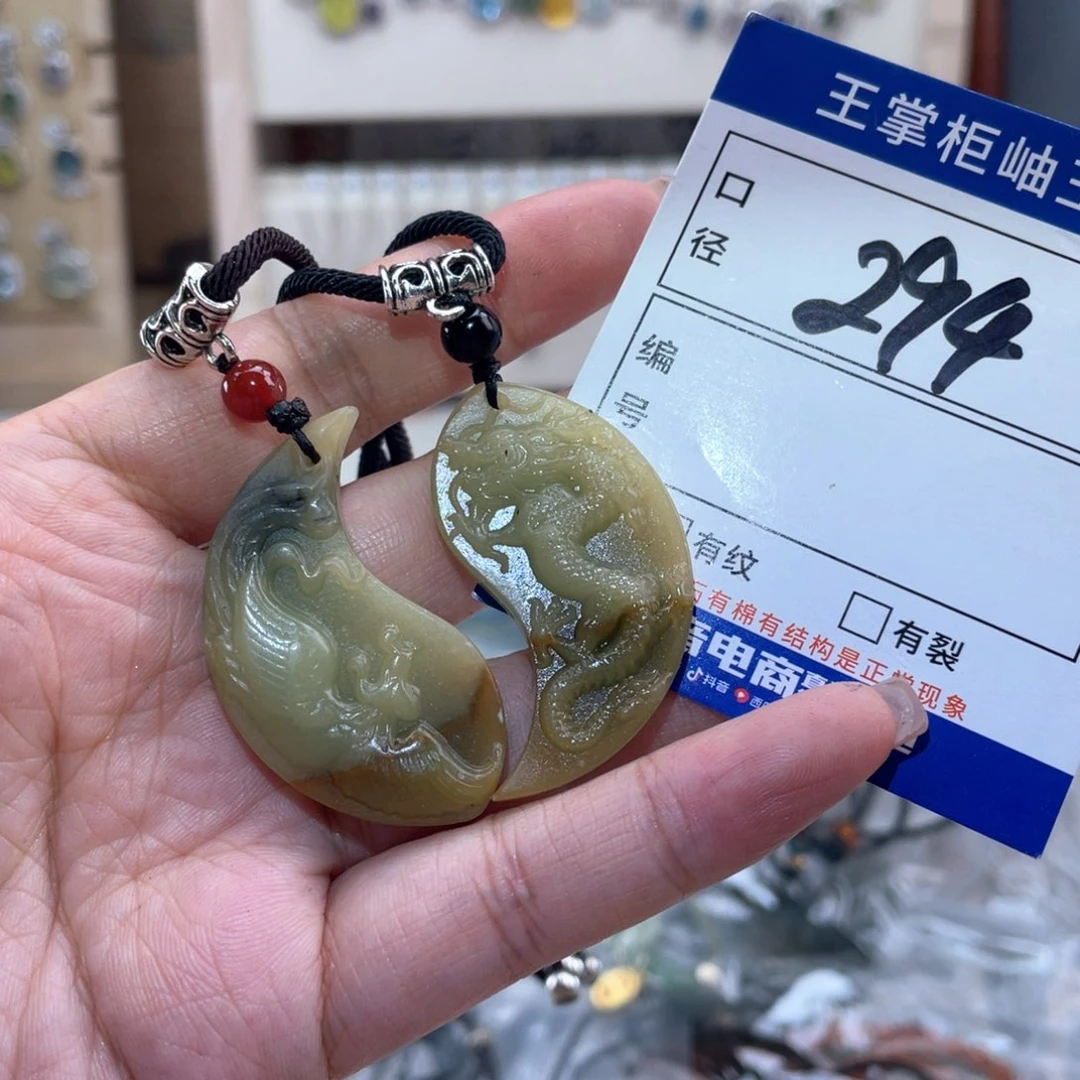 王掌柜岫
口径
294
编号
有纹
有裂
石有棉有结构是正常现象
电商
抖音